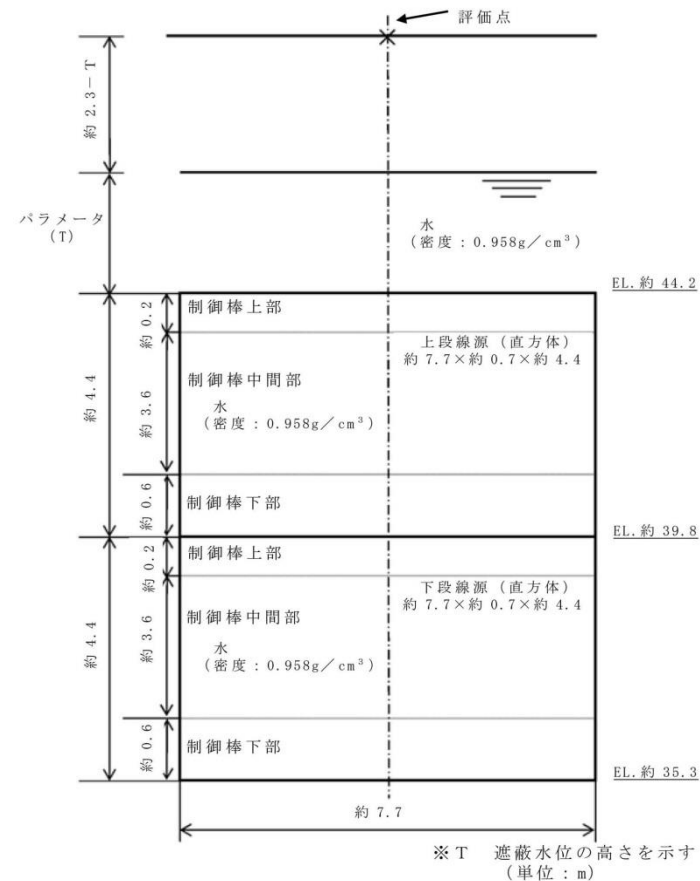 評価点
約 2.3－T
パラメータ
(T)
水
(密度：0.958g／cm³)
EL.約 44.2
制御棒上部
約 0.2
上段線源（直方体）
約 7.7×約 0.7×約 4.4
制御棒中間部
水
(密度：0.958g／cm³)
約 4.4
約 3.6
約 0.6
制御棒下部
EL.約 39.8
制御棒上部
約 0.2
下段線源（直方体）
約 7.7×約 0.7×約 4.4
制御棒中間部
水
(密度：0.958g／cm³)
約 4.4
約 3.6
約 0.6
制御棒下部
EL.約 35.3
約 7.7
※T　遮蔽水位の高さを示す
(単位：m)